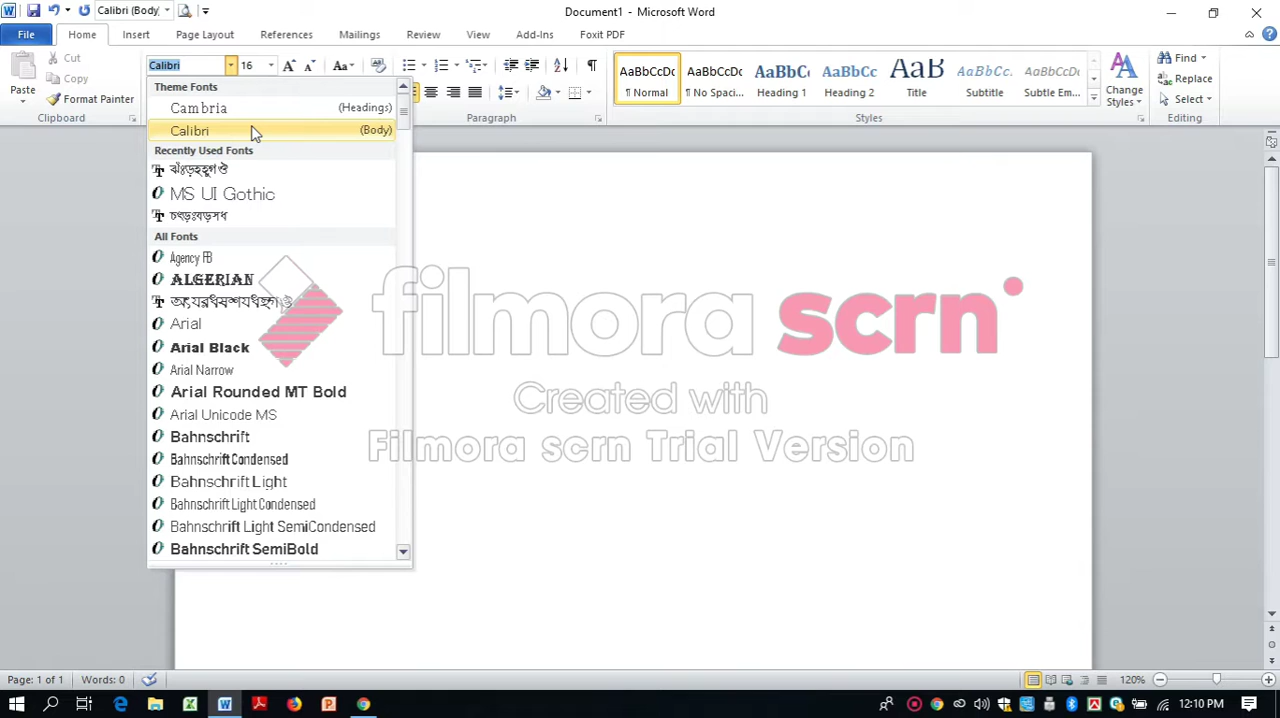 Calibri (Body)
Document1 - Microsoft Word
File Home Insert Page Layout References Mailings Review View Add-Ins Foxit PDF
Cut
Copy
Format Painter
Paste
Clipboard
Calibri 16
Aa
Paragraph
AaBbCcDc AaBbCcDc AaBbCc AaBbCc AaB AaBbCcI AaBbCcDc
¶ Normal ¶ No Spaci... Heading 1 Heading 2 Title Subtitle Subtle Em...
Change
Styles
Styles
Find
Replace
Select
Editing
Theme Fonts
Cambria (Headings)
Calibri (Body)
Recently Used Fonts
MS UI Gothic
চৎড়ঃযড়সধ
All Fonts
Agency FB
ALGERIAN
Arial
Arial Black
Arial Narrow
Arial Rounded MT Bold
Arial Unicode MS
Bahnschrift
Bahnschrift Condensed
Bahnschrift Light
Bahnschrift Light Condensed
Bahnschrift Light SemiCondensed
Bahnschrift SemiBold
filmora scrn
Created with
Filmora scrn Trial Version
Page: 1 of 1 Words: 0
120%
12:10 PM